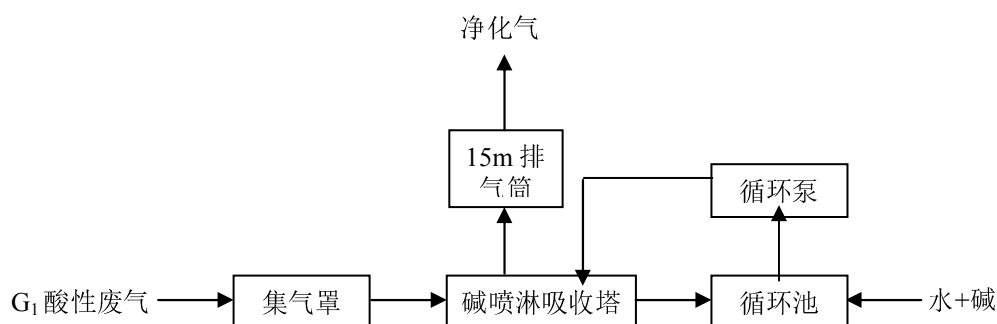 净化气
15m 排
气筒
循环泵
G₁ 酸性废气
集气罩
碱喷淋吸收塔
循环池
水+碱